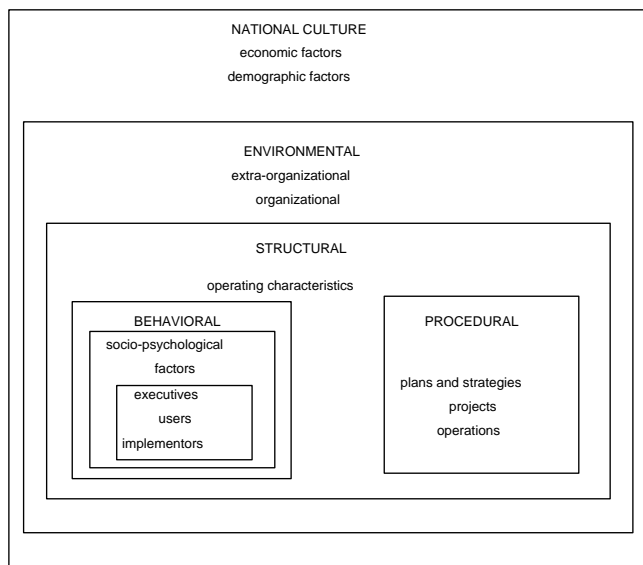 NATIONAL CULTURE
economic factors
demographic factors
ENVIRONMENTAL
extra-organizational
organizational
STRUCTURAL
operating characteristics
BEHAVIORAL
socio-psychological
factors
executives
users
implementors
PROCEDURAL
plans and strategies
projects
operations